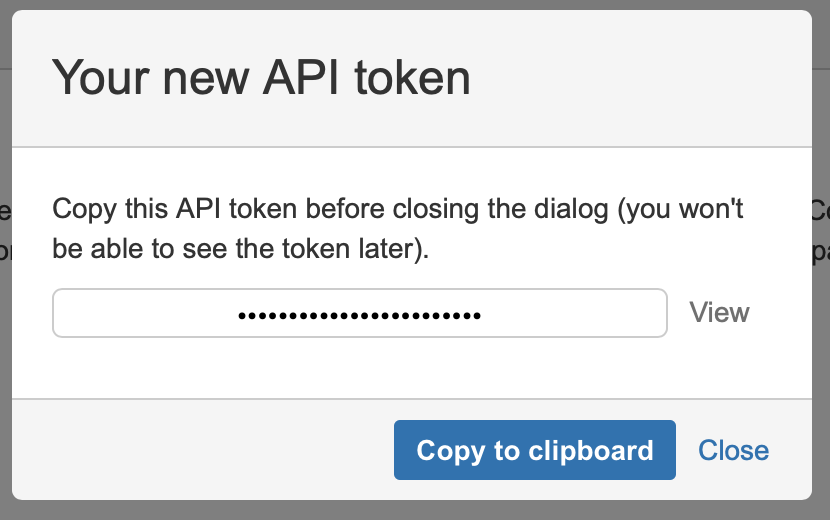 Your new API token
Copy this API token before closing the dialog (you won't
be able to see the token later).
•••••••••••••••••••••••• View
Copy to clipboard Close